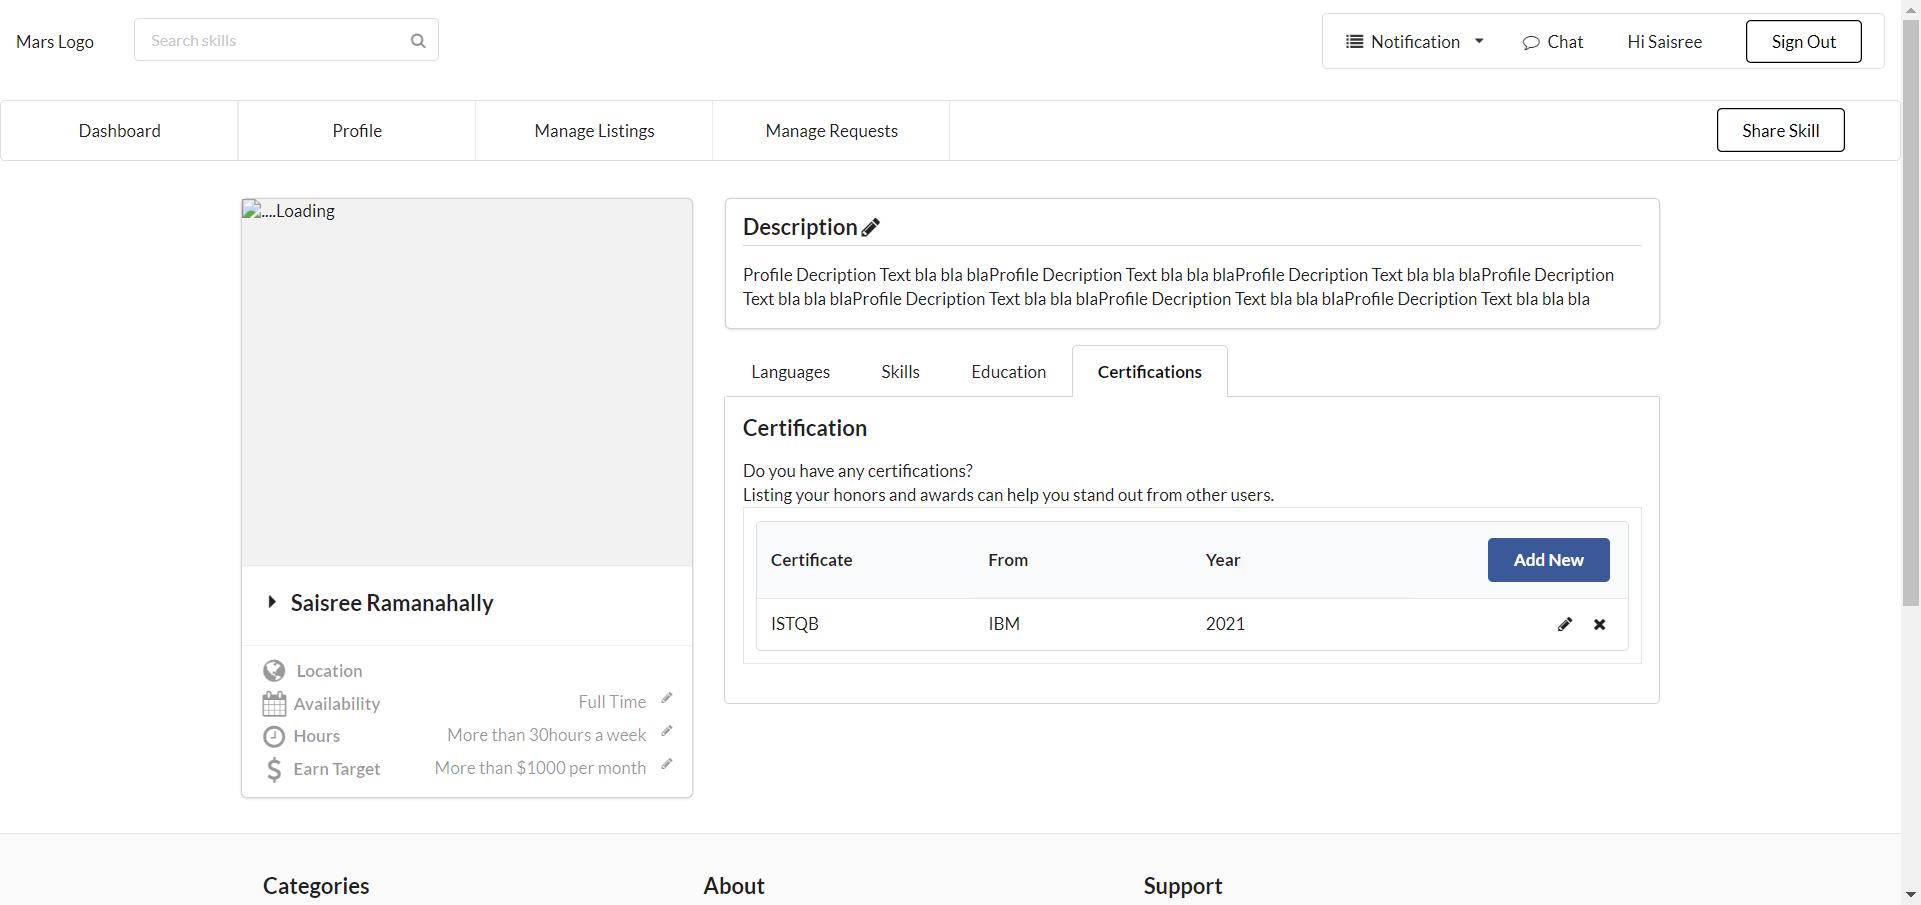 Mars Logo
Search skills
Notification
Chat
Hi Saisree
Sign Out
Dashboard
Profile
Manage Listings
Manage Requests
Share Skill
....Loading
Saisree Ramanahally
Location
Availability
Full Time
Hours
More than 30hours a week
Earn Target
More than $1000 per month
Description
Profile Decription Text bla bla blaProfile Decription Text bla bla blaProfile Decription Text bla bla blaProfile Decription
Text bla bla blaProfile Decription Text bla bla blaProfile Decription Text bla bla blaProfile Decription Text bla bla bla
Languages
Skills
Education
Certifications
Certification
Do you have any certifications?
Listing your honors and awards can help you stand out from other users.
Certificate
From
Year
Add New
ISTQB
IBM
2021
Categories
About
Support